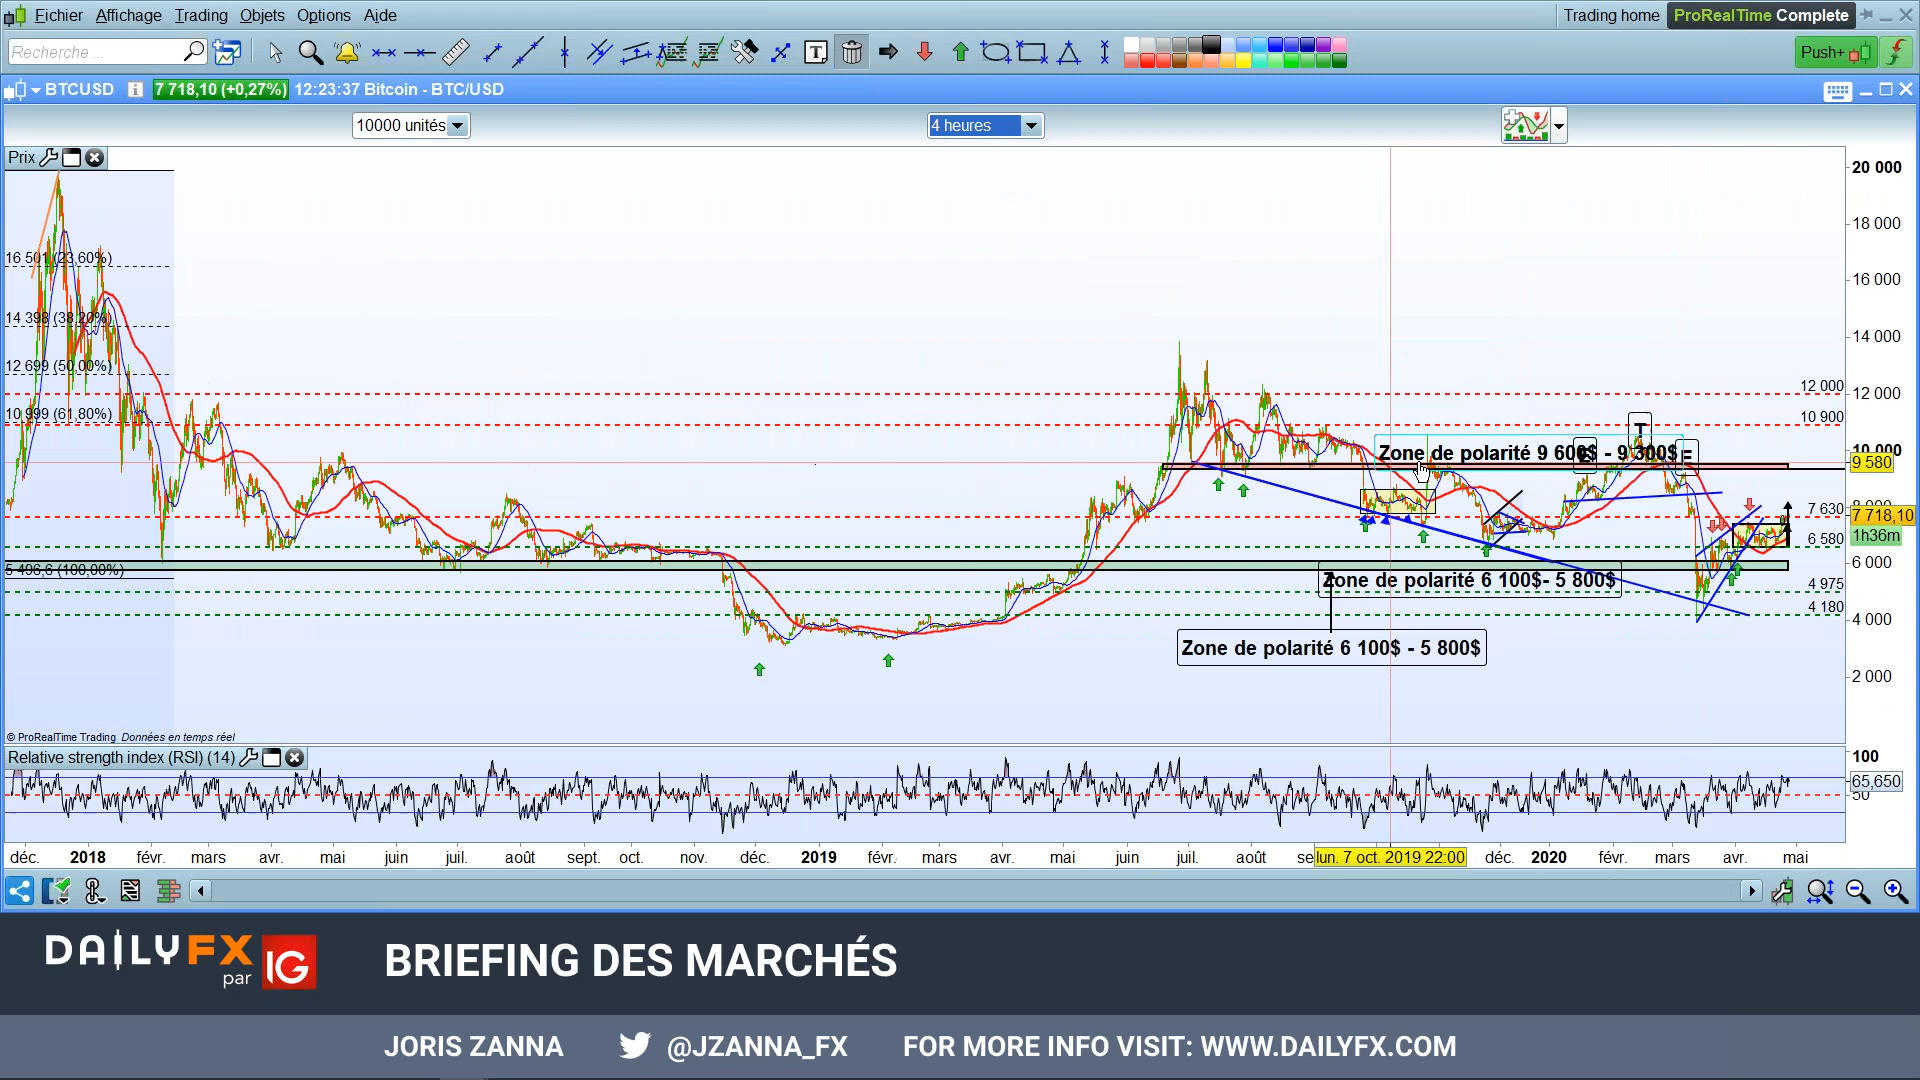 Fichier Affichage Trading Objets Options Aide
Trading home ProRealTime Complete
Recherche ...
T
Push+
BTCUSD 7 718,10 (+0,27%) 12:23:37 Bitcoin - BTC/USD
10000 unités
4 heures
Prix
20 000
18 000
16 501 (23,60%)
16 000
14 398 (38,20%)
14 000
12 699 (50,00%)
12 000
12 000
10 999 (61,80%)
10 900
T
10 000
Zone de polarité 9 600$ - 9 300$
9 580
7 630
7 718,10
1h36m
6 580
6 000
5 496,6 (100,00%)
Zone de polarité 6 100$- 5 800$
4 975
4 180
4 000
Zone de polarité 6 100$ - 5 800$
2 000
© ProRealTime Trading Données en temps réel
Relative strength index (RSI) (14)
100
65,650
50
déc. 2018 févr. mars avr. mai juin juil. août sept. oct. nov. déc. 2019 févr. mars avr. mai juin juil. août se lun. 7 oct. 2019 22:00 déc. 2020 févr. mars avr. mai
DAILYFX
par IG
BRIEFING DES MARCHÉS
JORIS ZANNA @JZANNA_FX FOR MORE INFO VISIT: WWW.DAILYFX.COM